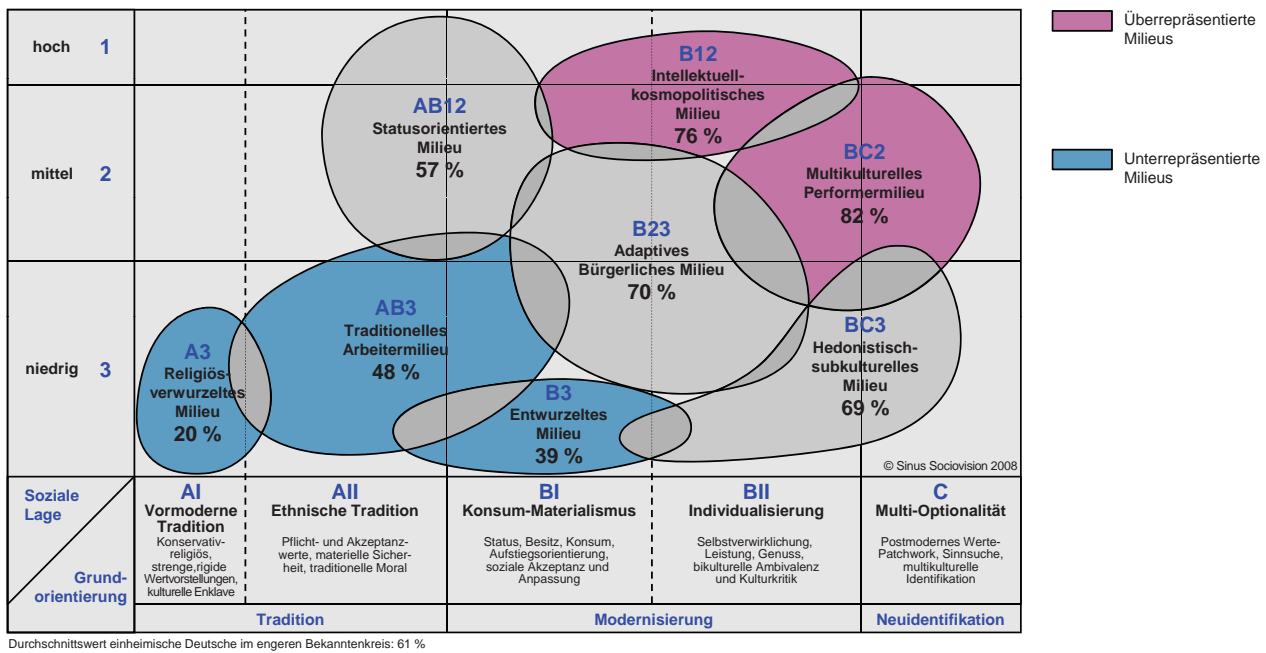 hoch 1
mittel 2
niedrig 3
B12
Intellektuell-
kosmopolitisches
Milieu
76 %
AB12
Statusorientiertes
Milieu
57 %
BC2
Multikulturelles
Performermilieu
82 %
B23
Adaptives
Bürgerliches Milieu
70 %
AB3
Traditionelles
Arbeitermilieu
48 %
A3
Religiös-
verwurzeltes
Milieu
20 %
BC3
Hedonistisch-
subkulturelles
Milieu
69 %
B3
Entwurzeltes
Milieu
39 %
© Sinus Sociovision 2008
Soziale
Lage
Grund-
orientierung
AI
Vormoderne
Tradition
Konservativ-
religiös,
strenge,rigide
Wertvorstellungen,
kulturelle Enklave
AII
Ethnische Tradition
Pflicht- und Akzeptanz-
werte, materielle Sicher-
heit, traditionelle Moral
BI
Konsum-Materialismus
Status, Besitz, Konsum,
Aufstiegsorientierung,
soziale Akzeptanz und
Anpassung
BII
Individualisierung
Selbstverwirklichung,
Leistung, Genuss,
bikulturelle Ambivalenz
und Kulturkritik
C
Multi-Optionalität
Postmodernes Werte-
Patchwork, Sinnsuche,
multikulturelle
Identifikation
Tradition
Modernisierung
Neuidentifikation
Durchschnittswert einheimische Deutsche im engeren Bekanntenkreis: 61 %
Überrepräsentierte
Milieus
Unterrepräsentierte
Milieus